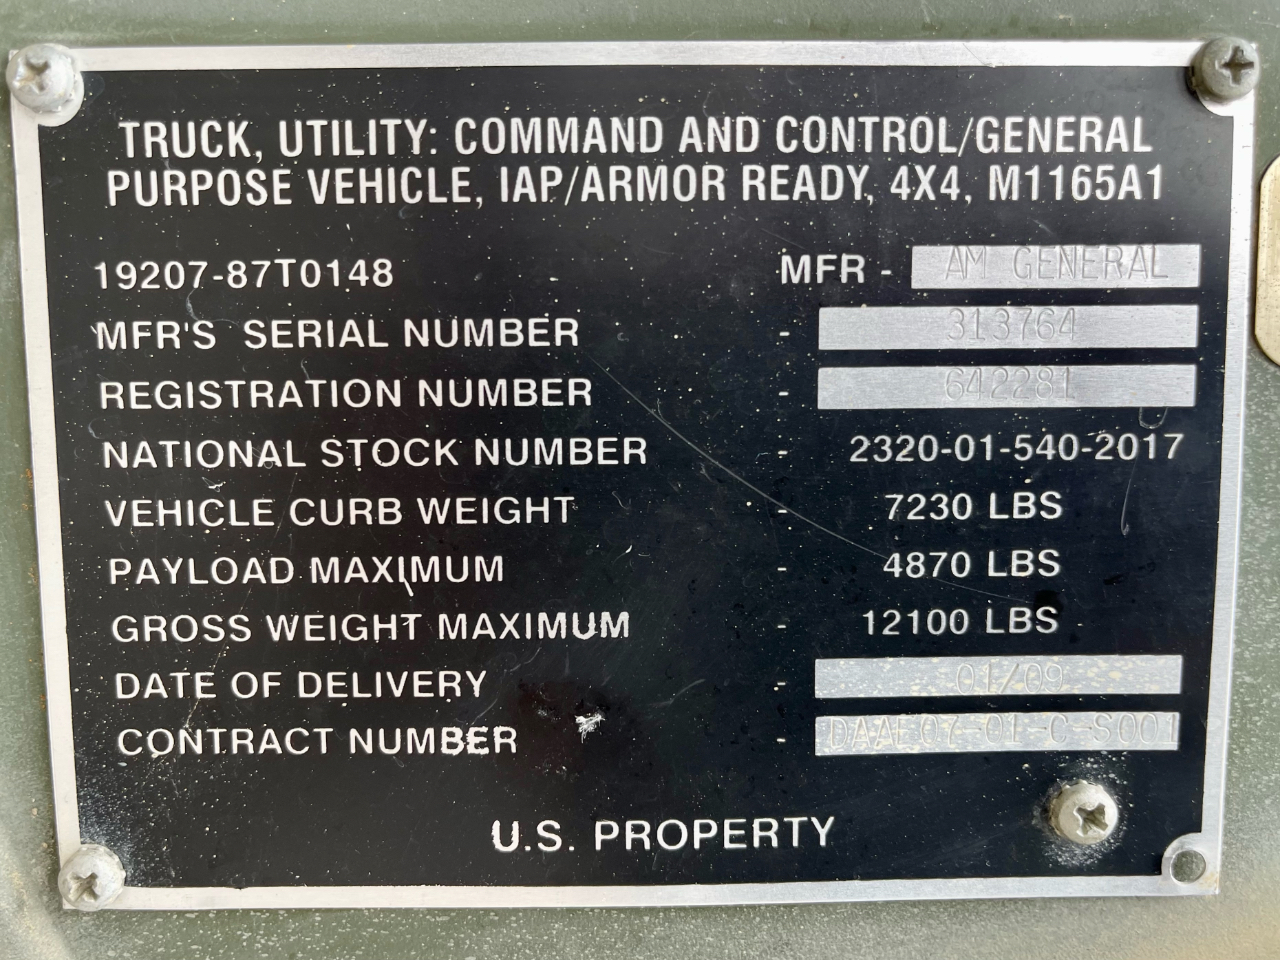 TRUCK, UTILITY: COMMAND AND CONTROL/GENERAL
PURPOSE VEHICLE, IAP/ARMOR READY, 4X4, M1165A1
19207-87T0148 MFR - AM GENERAL
MFR'S SERIAL NUMBER - 313764
REGISTRATION NUMBER - 642281
NATIONAL STOCK NUMBER - 2320-01-540-2017
VEHICLE CURB WEIGHT - 7230 LBS
PAYLOAD MAXIMUM - 4870 LBS
GROSS WEIGHT MAXIMUM - 12100 LBS
DATE OF DELIVERY - 01/09
CONTRACT NUMBER - DAAE07-01-C-S001
U.S. PROPERTY